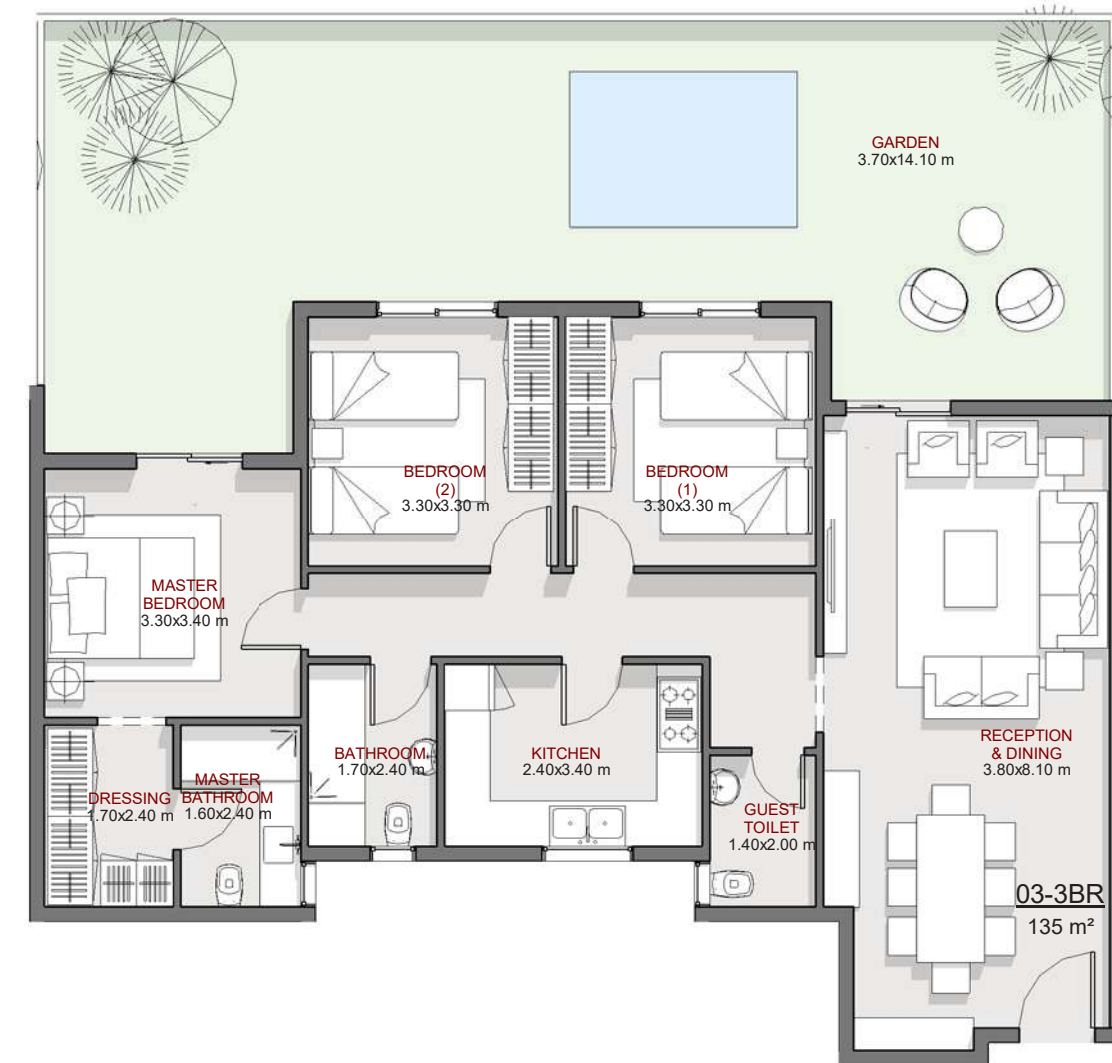 GARDEN
3.70x14.10 m
BEDROOM
(2)
3.30x3.30 m
BEDROOM
(1)
3.30x3.30 m
MASTER
BEDROOM
3.30x3.40 m
RECEPTION
& DINING
3.80x8.10 m
BATHROOM
1.70x2.40 m
KITCHEN
2.40x3.40 m
DRESSING
1.70x2.40 m
MASTER
BATHROOM
1.60x2.40 m
GUEST
TOILET
1.40x2.00 m
03-3BR
135 m²